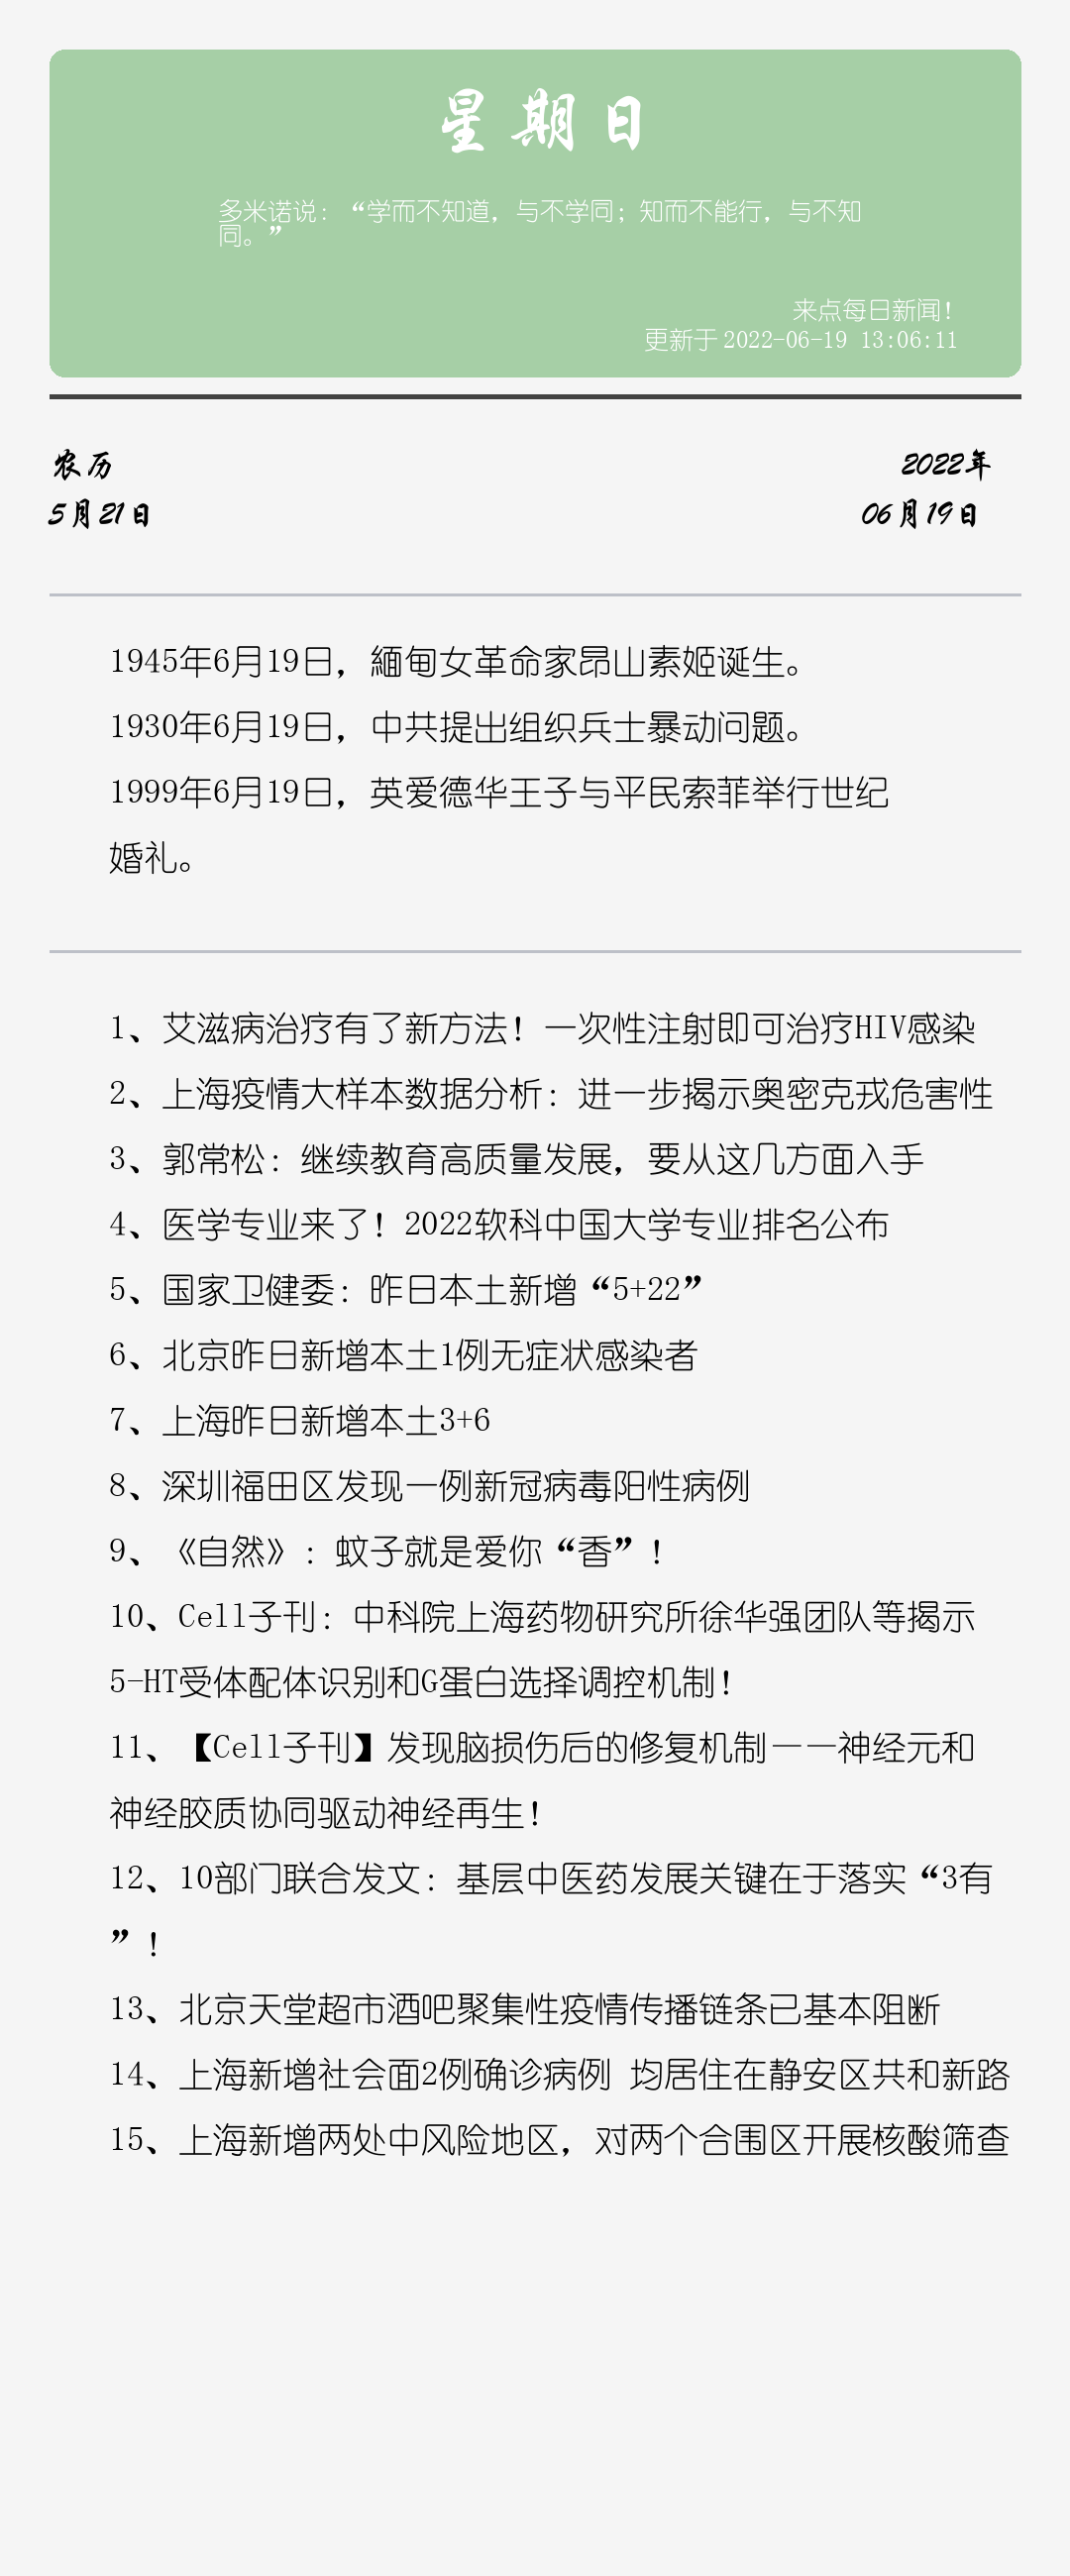 星期日
多米诺说：“学而不知道，与不学同；知而不能行，与不知
同。”
来点每日新闻！
更新于2022-06-19 13:06:11
农历
5月21日
2022年
06月19日
1945年6月19日，緬甸女革命家昂山素姬诞生。
1930年6月19日，中共提出组织兵士暴动问题。
1999年6月19日，英爱德华王子与平民索菲举行世纪
婚礼。
1、艾滋病治疗有了新方法！一次性注射即可治疗HIV感染
2、上海疫情大样本数据分析：进一步揭示奥密克戎危害性
3、郭常松：继续教育高质量发展，要从这几方面入手
4、医学专业来了！2022软科中国大学专业排名公布
5、国家卫健委：昨日本土新增“5+22”
6、北京昨日新增本土1例无症状感染者
7、上海昨日新增本土3+6
8、深圳福田区发现一例新冠病毒阳性病例
9、《自然》：蚊子就是爱你“香”！
10、Cell子刊：中科院上海药物研究所徐华强团队等揭示
5-HT受体配体识别和G蛋白选择调控机制！
11、【Cell子刊】发现脑损伤后的修复机制——神经元和
神经胶质协同驱动神经再生！
12、10部门联合发文：基层中医药发展关键在于落实“3有
”！
13、北京天堂超市酒吧聚集性疫情传播链条已基本阻断
14、上海新增社会面2例确诊病例 均居住在静安区共和新路
15、上海新增两处中风险地区，对两个合围区开展核酸筛查